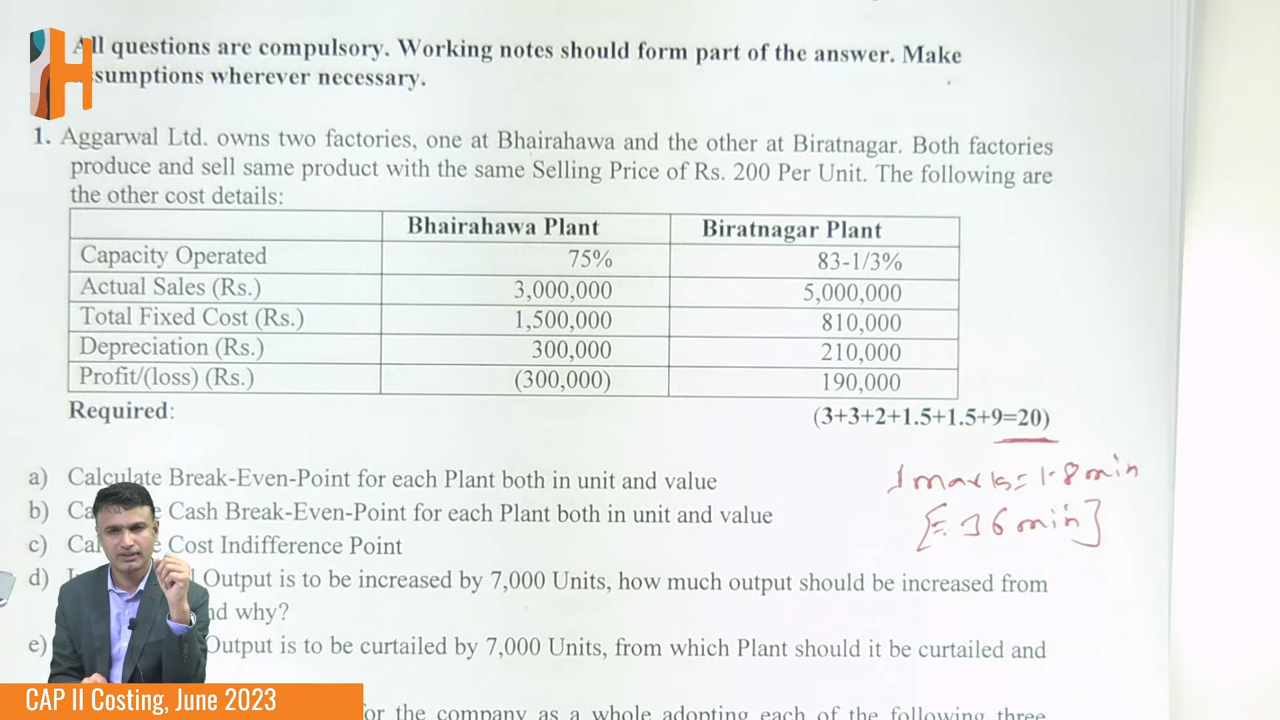 H
All questions are compulsory. Working notes should form part of the answer. Make
sumptions wherever necessary.
1. Aggarwal Ltd. owns two factories, one at Bhairahawa and the other at Biratnagar. Both factories
produce and sell same product with the same Selling Price of Rs. 200 Per Unit. The following are
the other cost details:
Bhairahawa Plant Biratnagar Plant
Capacity Operated 75% 83-1/3%
Actual Sales (Rs.) 3,000,000 5,000,000
Total Fixed Cost (Rs.) 1,500,000 810,000
Depreciation (Rs.) 300,000 210,000
Profit/(loss) (Rs.) (300,000) 190,000
Required: (3+3+2+1.5+1.5+9=20)
a) Calculate Break-Even-Point for each Plant both in unit and value
1 marks = 1.8 min
b) Ca e Cash Break-Even-Point for each Plant both in unit and value
[= 36 min]
c) Cal e Cost Indifference Point
d) Output is to be increased by 7,000 Units, how much output should be increased from
nd why?
e) Output is to be curtailed by 7,000 Units, from which Plant should it be curtailed and
CAP II Costing, June 2023
for the company as a whole adopting each of the following three